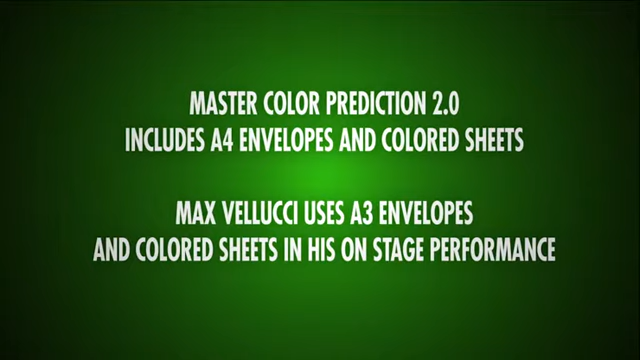 MASTER COLOR PREDICTION 2.0
INCLUDES A4 ENVELOPES AND COLORED SHEETS
MAX VELLUCCI USES A3 ENVELOPES
AND COLORED SHEETS IN HIS ON STAGE PERFORMANCE